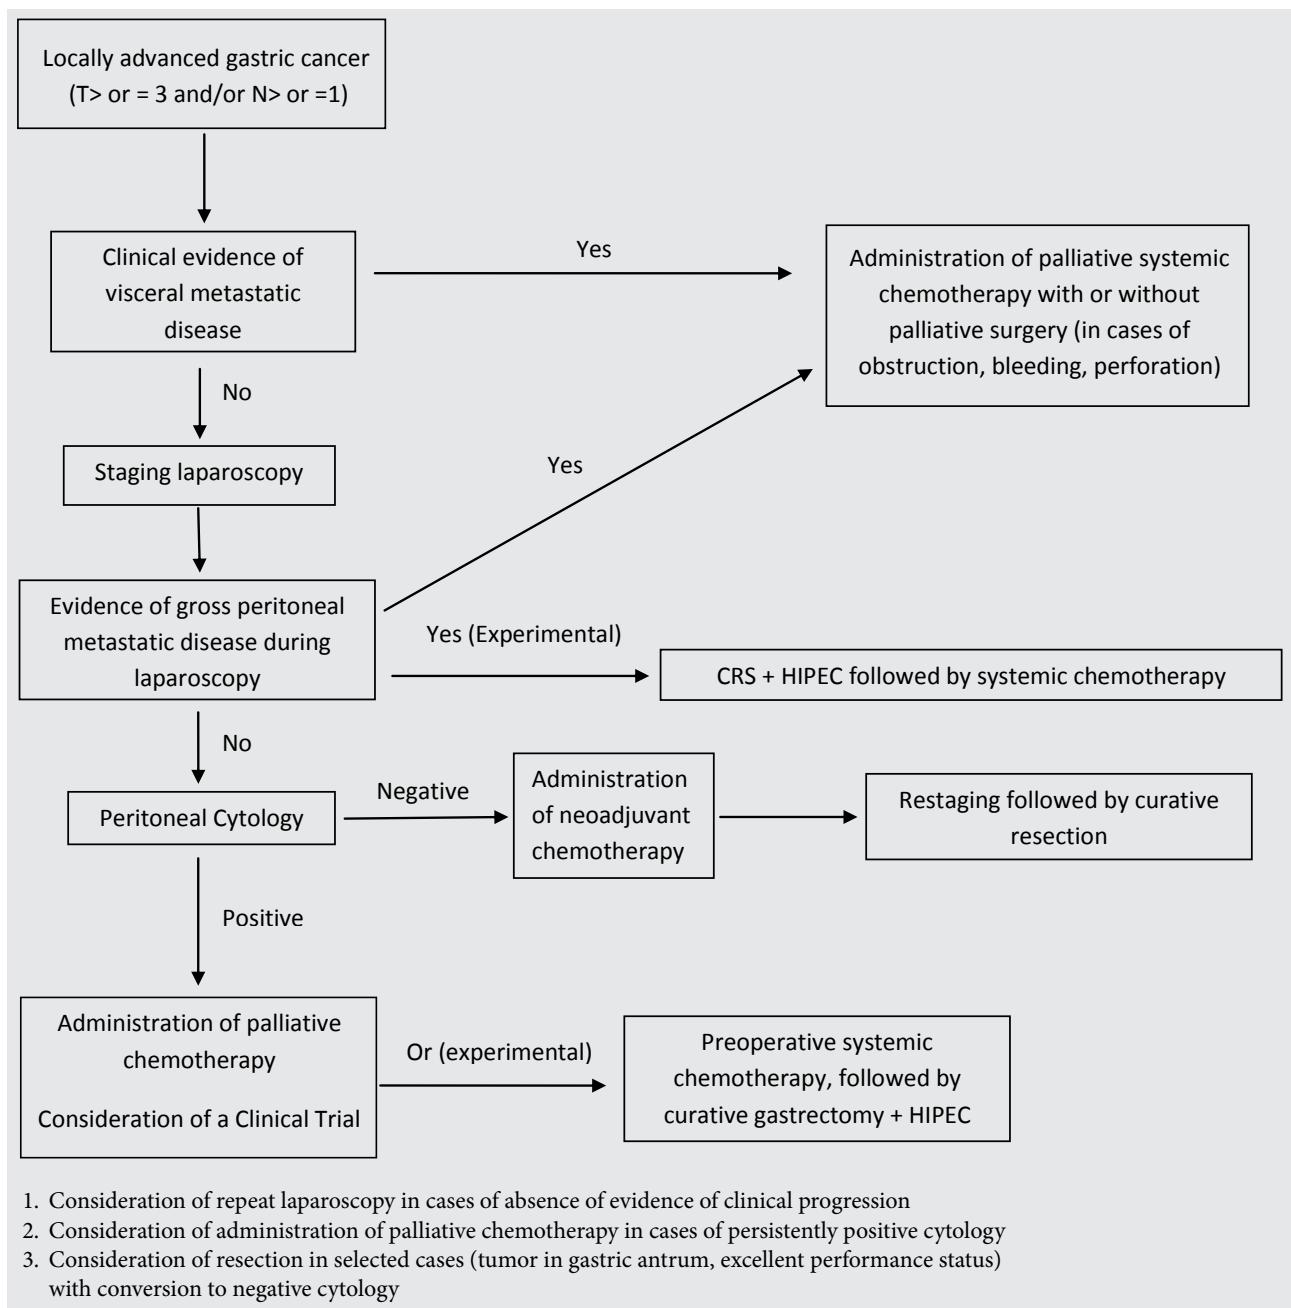 Locally advanced gastric cancer
(T> or = 3 and/or N> or =1)
Clinical evidence of
visceral metastatic
disease
Yes
Administration of palliative systemic
chemotherapy with or without
palliative surgery (in cases of
obstruction, bleeding, perforation)
No
Staging laparoscopy
Yes
Evidence of gross peritoneal
metastatic disease during
laparoscopy
Yes (Experimental)
CRS + HIPEC followed by systemic chemotherapy
No
Peritoneal Cytology
Negative
Administration
of neoadjuvant
chemotherapy
Restaging followed by curative
resection
Positive
Administration of palliative
chemotherapy
Consideration of a Clinical Trial
Or (experimental)
Preoperative systemic
chemotherapy, followed by
curative gastrectomy + HIPEC
1. Consideration of repeat laparoscopy in cases of absence of evidence of clinical progression
2. Consideration of administration of palliative chemotherapy in cases of persistently positive cytology
3. Consideration of resection in selected cases (tumor in gastric antrum, excellent performance status)
with conversion to negative cytology